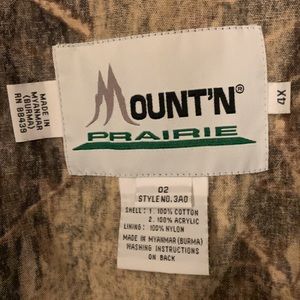 MOUNT'N®
PRAIRIE
4X
MADE IN
MYANMAR
(BURMA)
RN 88439
02
STYLE NO. 3A0
SHELL: 1. 100% COTTON
2. 100% ACRYLIC
LINING: 100% NYLON
MADE IN MYANMAR (BURMA)
WASHING INSTRUCTIONS
ON BACK